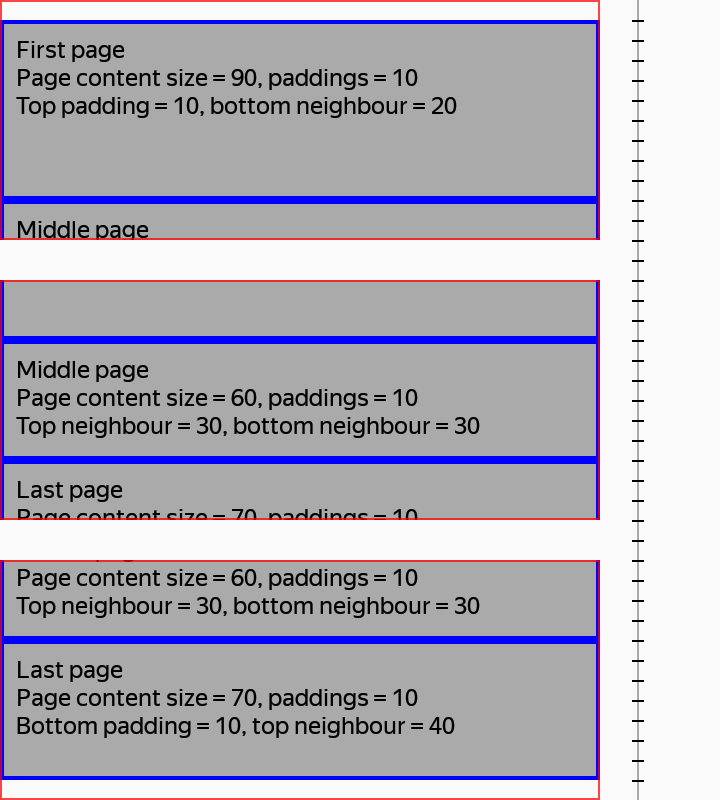 First page
Page content size = 90, paddings = 10
Top padding = 10, bottom neighbour = 20
Middle page
Middle page
Page content size = 60, paddings = 10
Top neighbour = 30, bottom neighbour = 30
Last page
Page content size = 70, paddings = 10
Page content size = 60, paddings = 10
Top neighbour = 30, bottom neighbour = 30
Last page
Page content size = 70, paddings = 10
Bottom padding = 10, top neighbour = 40